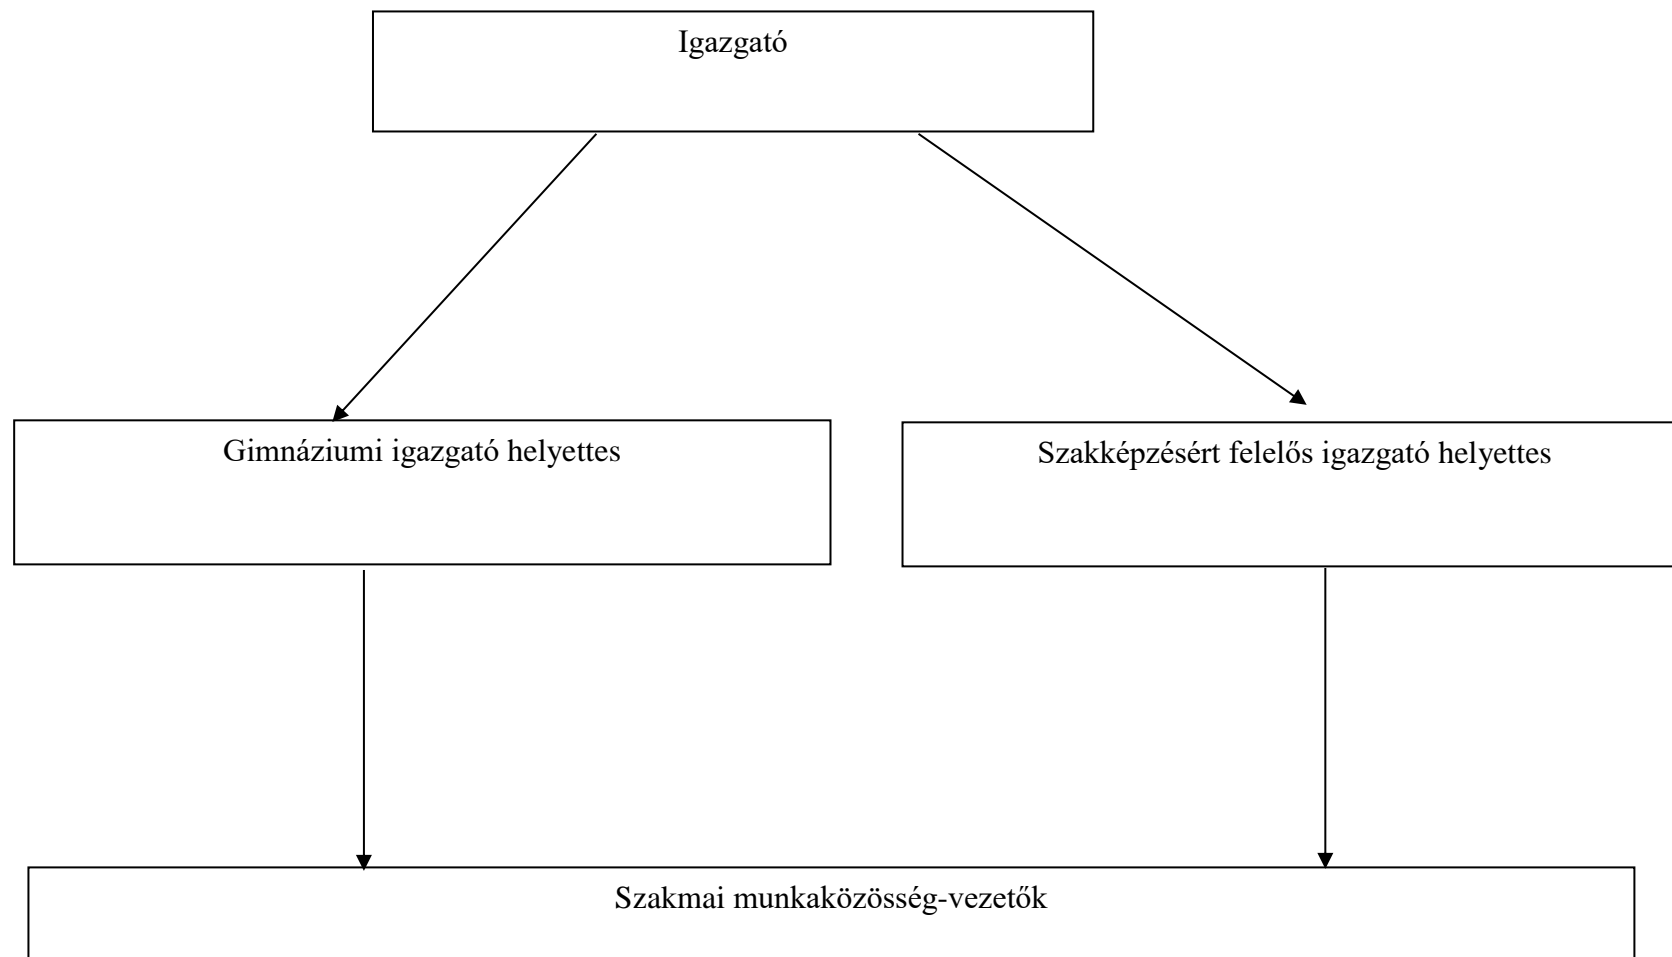 Igazgató
Gimnáziumi igazgató helyettes
Szakképzésért felelős igazgató helyettes
Szakmai munkaközösség-vezetők